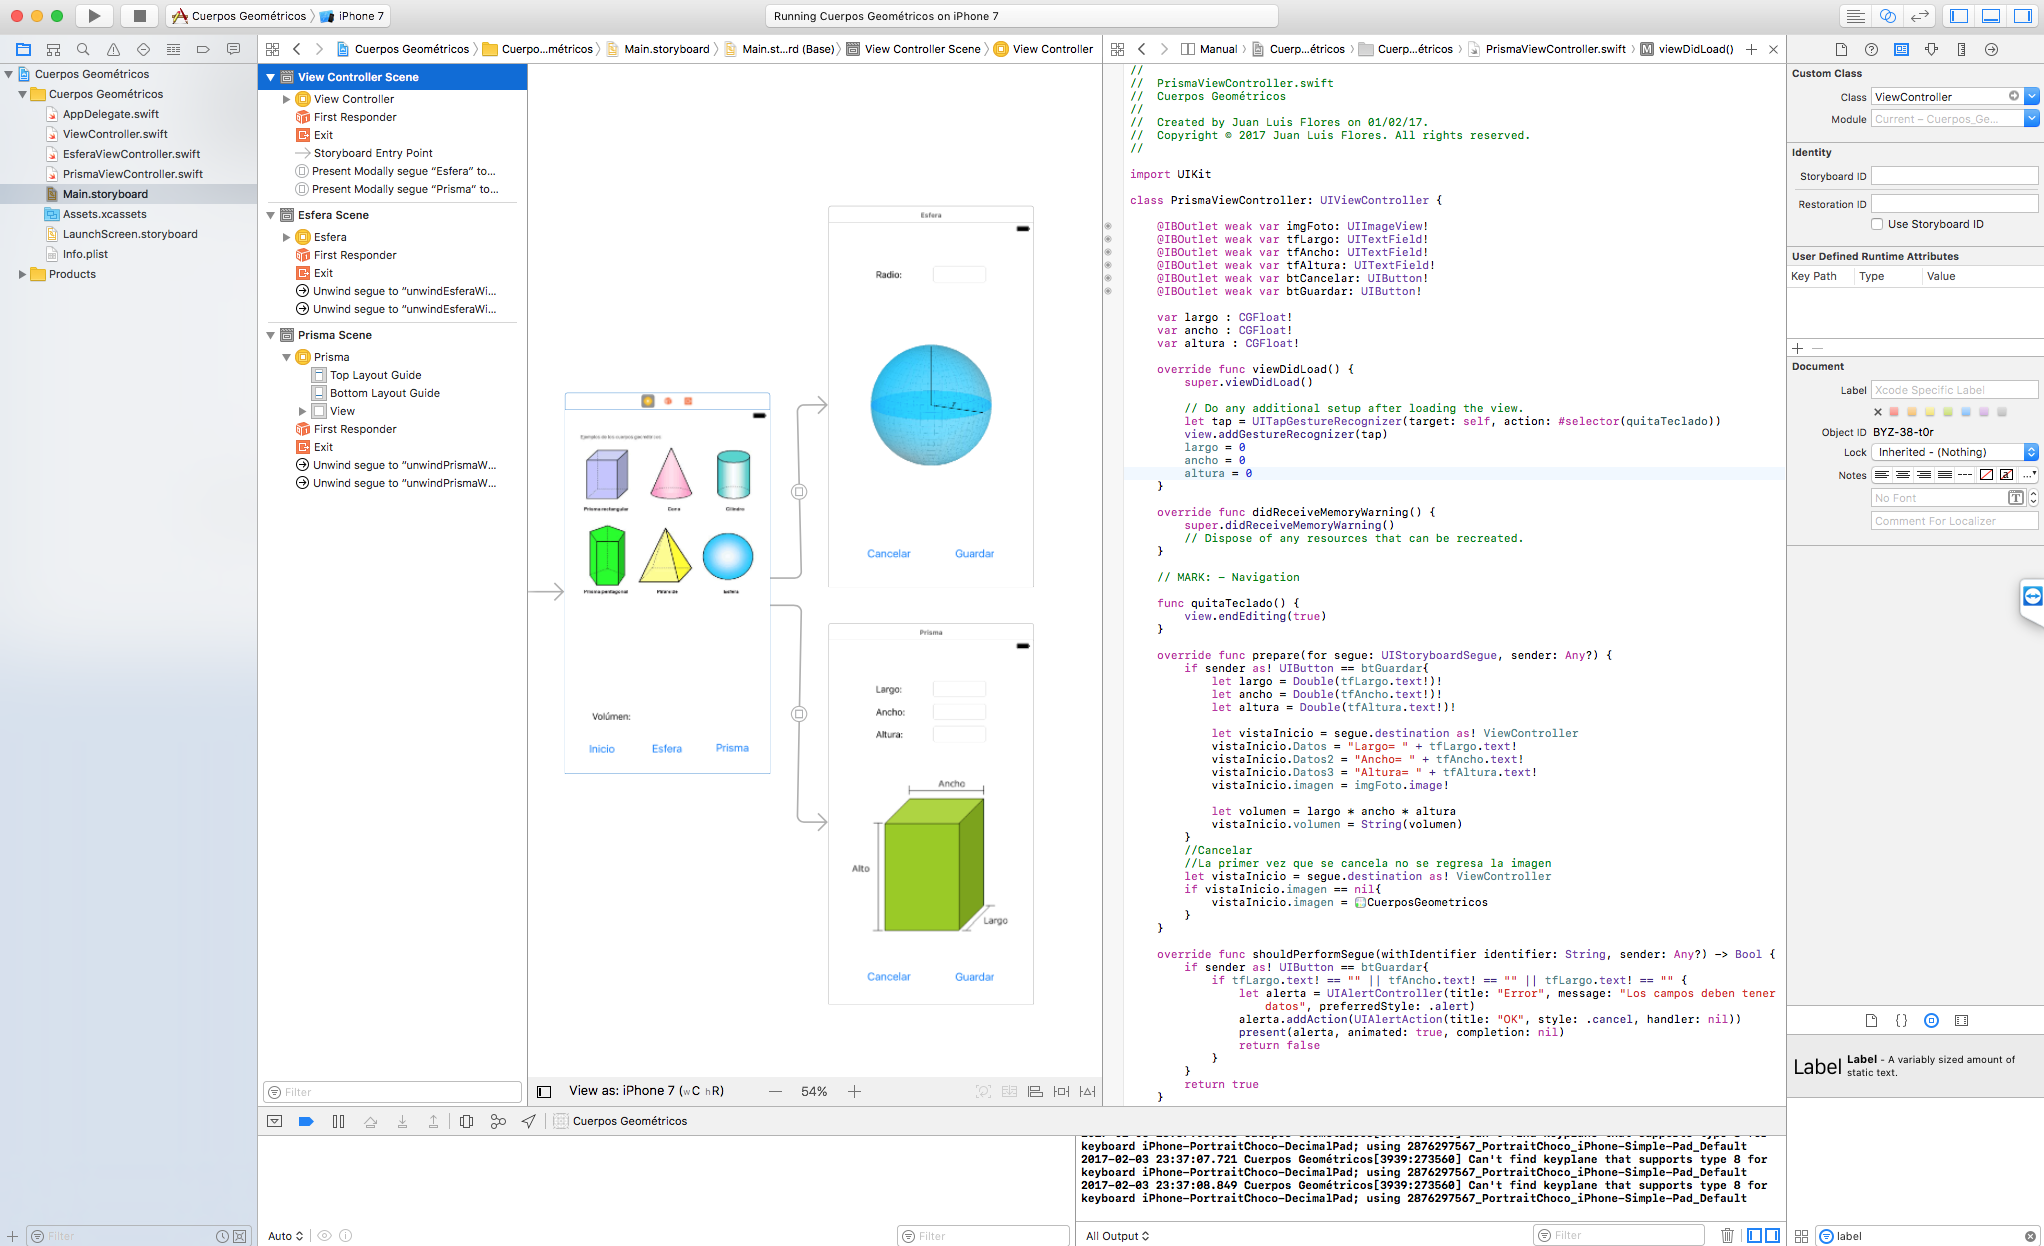 Cuerpos Geométricos
iPhone 7
Running Cuerpos Geométricos on iPhone 7
Cuerpos Geométricos
Cuerpo...métricos
Main.storyboard
Main.st...rd (Base)
View Controller Scene
View Controller
Manual
Cuerp...étricos
Cuerp...étricos
PrismaViewController.swift
viewDidLoad()
Cuerpos Geométricos
Cuerpos Geométricos
AppDelegate.swift
ViewController.swift
EsferaViewController.swift
PrismaViewController.swift
Main.storyboard
Assets.xcassets
LaunchScreen.storyboard
Info.plist
Products
Filter
View Controller Scene
View Controller
First Responder
Exit
Storyboard Entry Point
Present Modally segue “Esfera” to...
Present Modally segue “Prisma” to...
Esfera Scene
Esfera
First Responder
Exit
Unwind segue to “unwindEsferaWi...
Unwind segue to “unwindEsferaWi...
Prisma Scene
Prisma
Top Layout Guide
Bottom Layout Guide
View
First Responder
Exit
Unwind segue to “unwindPrismaW...
Unwind segue to “unwindPrismaW...
Filter
Ejemplos de los cuerpos geométricos
Prisma rectangular
Cono
Cilindro
Prisma pentagonal
Pirámide
Esfera
Volúmen:
Inicio
Esfera
Prisma
Esfera
Radio:
r
Cancelar
Guardar
Prisma
Largo:
Ancho:
Altura:
Ancho
Alto
Largo
Cancelar
Guardar
View as: iPhone 7 (wC hR)
54%
//
// PrismaViewController.swift
// Cuerpos Geométricos
//
// Created by Juan Luis Flores on 01/02/17.
// Copyright © 2017 Juan Luis Flores. All rights reserved.
//
import UIKit
class PrismaViewController: UIViewController {
@IBOutlet weak var imgFoto: UIImageView!
@IBOutlet weak var tfLargo: UITextField!
@IBOutlet weak var tfAncho: UITextField!
@IBOutlet weak var tfAltura: UITextField!
@IBOutlet weak var btCancelar: UIButton!
@IBOutlet weak var btGuardar: UIButton!
var largo : CGFloat!
var ancho : CGFloat!
var altura : CGFloat!
override func viewDidLoad() {
super.viewDidLoad()
// Do any additional setup after loading the view.
let tap = UITapGestureRecognizer(target: self, action: #selector(quitaTeclado))
view.addGestureRecognizer(tap)
largo = 0
ancho = 0
altura = 0
}
override func didReceiveMemoryWarning() {
super.didReceiveMemoryWarning()
// Dispose of any resources that can be recreated.
}
// MARK: - Navigation
func quitaTeclado() {
view.endEditing(true)
}
override func prepare(for segue: UIStoryboardSegue, sender: Any?) {
if sender as! UIButton == btGuardar{
let largo = Double(tfLargo.text!)!
let ancho = Double(tfAncho.text!)!
let altura = Double(tfAltura.text!)!
let vistaInicio = segue.destination as! ViewController
vistaInicio.Datos = "Largo= " + tfLargo.text!
vistaInicio.Datos2 = "Ancho= " + tfAncho.text!
vistaInicio.Datos3 = "Altura= " + tfAltura.text!
vistaInicio.imagen = imgFoto.image!
let volumen = largo * ancho * altura
vistaInicio.volumen = String(volumen)
}
//Cancelar
//La primer vez que se cancela no se regresa la imagen
let vistaInicio = segue.destination as! ViewController
if vistaInicio.imagen == nil{
vistaInicio.imagen = CuerposGeometricos
}
}
override func shouldPerformSegue(withIdentifier identifier: String, sender: Any?) -> Bool {
if sender as! UIButton == btGuardar{
if tfLargo.text! == "" || tfAncho.text! == "" || tfLargo.text! == "" {
let alerta = UIAlertController(title: "Error", message: "Los campos deben tener
datos", preferredStyle: .alert)
alerta.addAction(UIAlertAction(title: "OK", style: .cancel, handler: nil))
present(alerta, animated: true, completion: nil)
return false
}
}
return true
}
Custom Class
Class ViewController
Module Current – Cuerpos_Ge...
Identity
Storyboard ID
Restoration ID
Use Storyboard ID
User Defined Runtime Attributes
Key Path Type Value
Document
Label Xcode Specific Label
Object ID BYZ-38-t0r
Lock Inherited - (Nothing)
Notes
No Font
Comment For Localizer
Label
Label - A variably sized amount of
static text.
label
Cuerpos Geométricos
keyboard iPhone-PortraitChoco-DecimalPad; using 2876297567_PortraitChoco_iPhone-Simple-Pad_Default
2017-02-03 23:37:07.721 Cuerpos Geométricos[3939:273560] Can't find keyplane that supports type 8 for
keyboard iPhone-PortraitChoco-DecimalPad; using 2876297567_PortraitChoco_iPhone-Simple-Pad_Default
2017-02-03 23:37:08.849 Cuerpos Geométricos[3939:273560] Can't find keyplane that supports type 8 for
keyboard iPhone-PortraitChoco-DecimalPad; using 2876297567_PortraitChoco_iPhone-Simple-Pad_Default
Auto
Filter
All Output
Filter